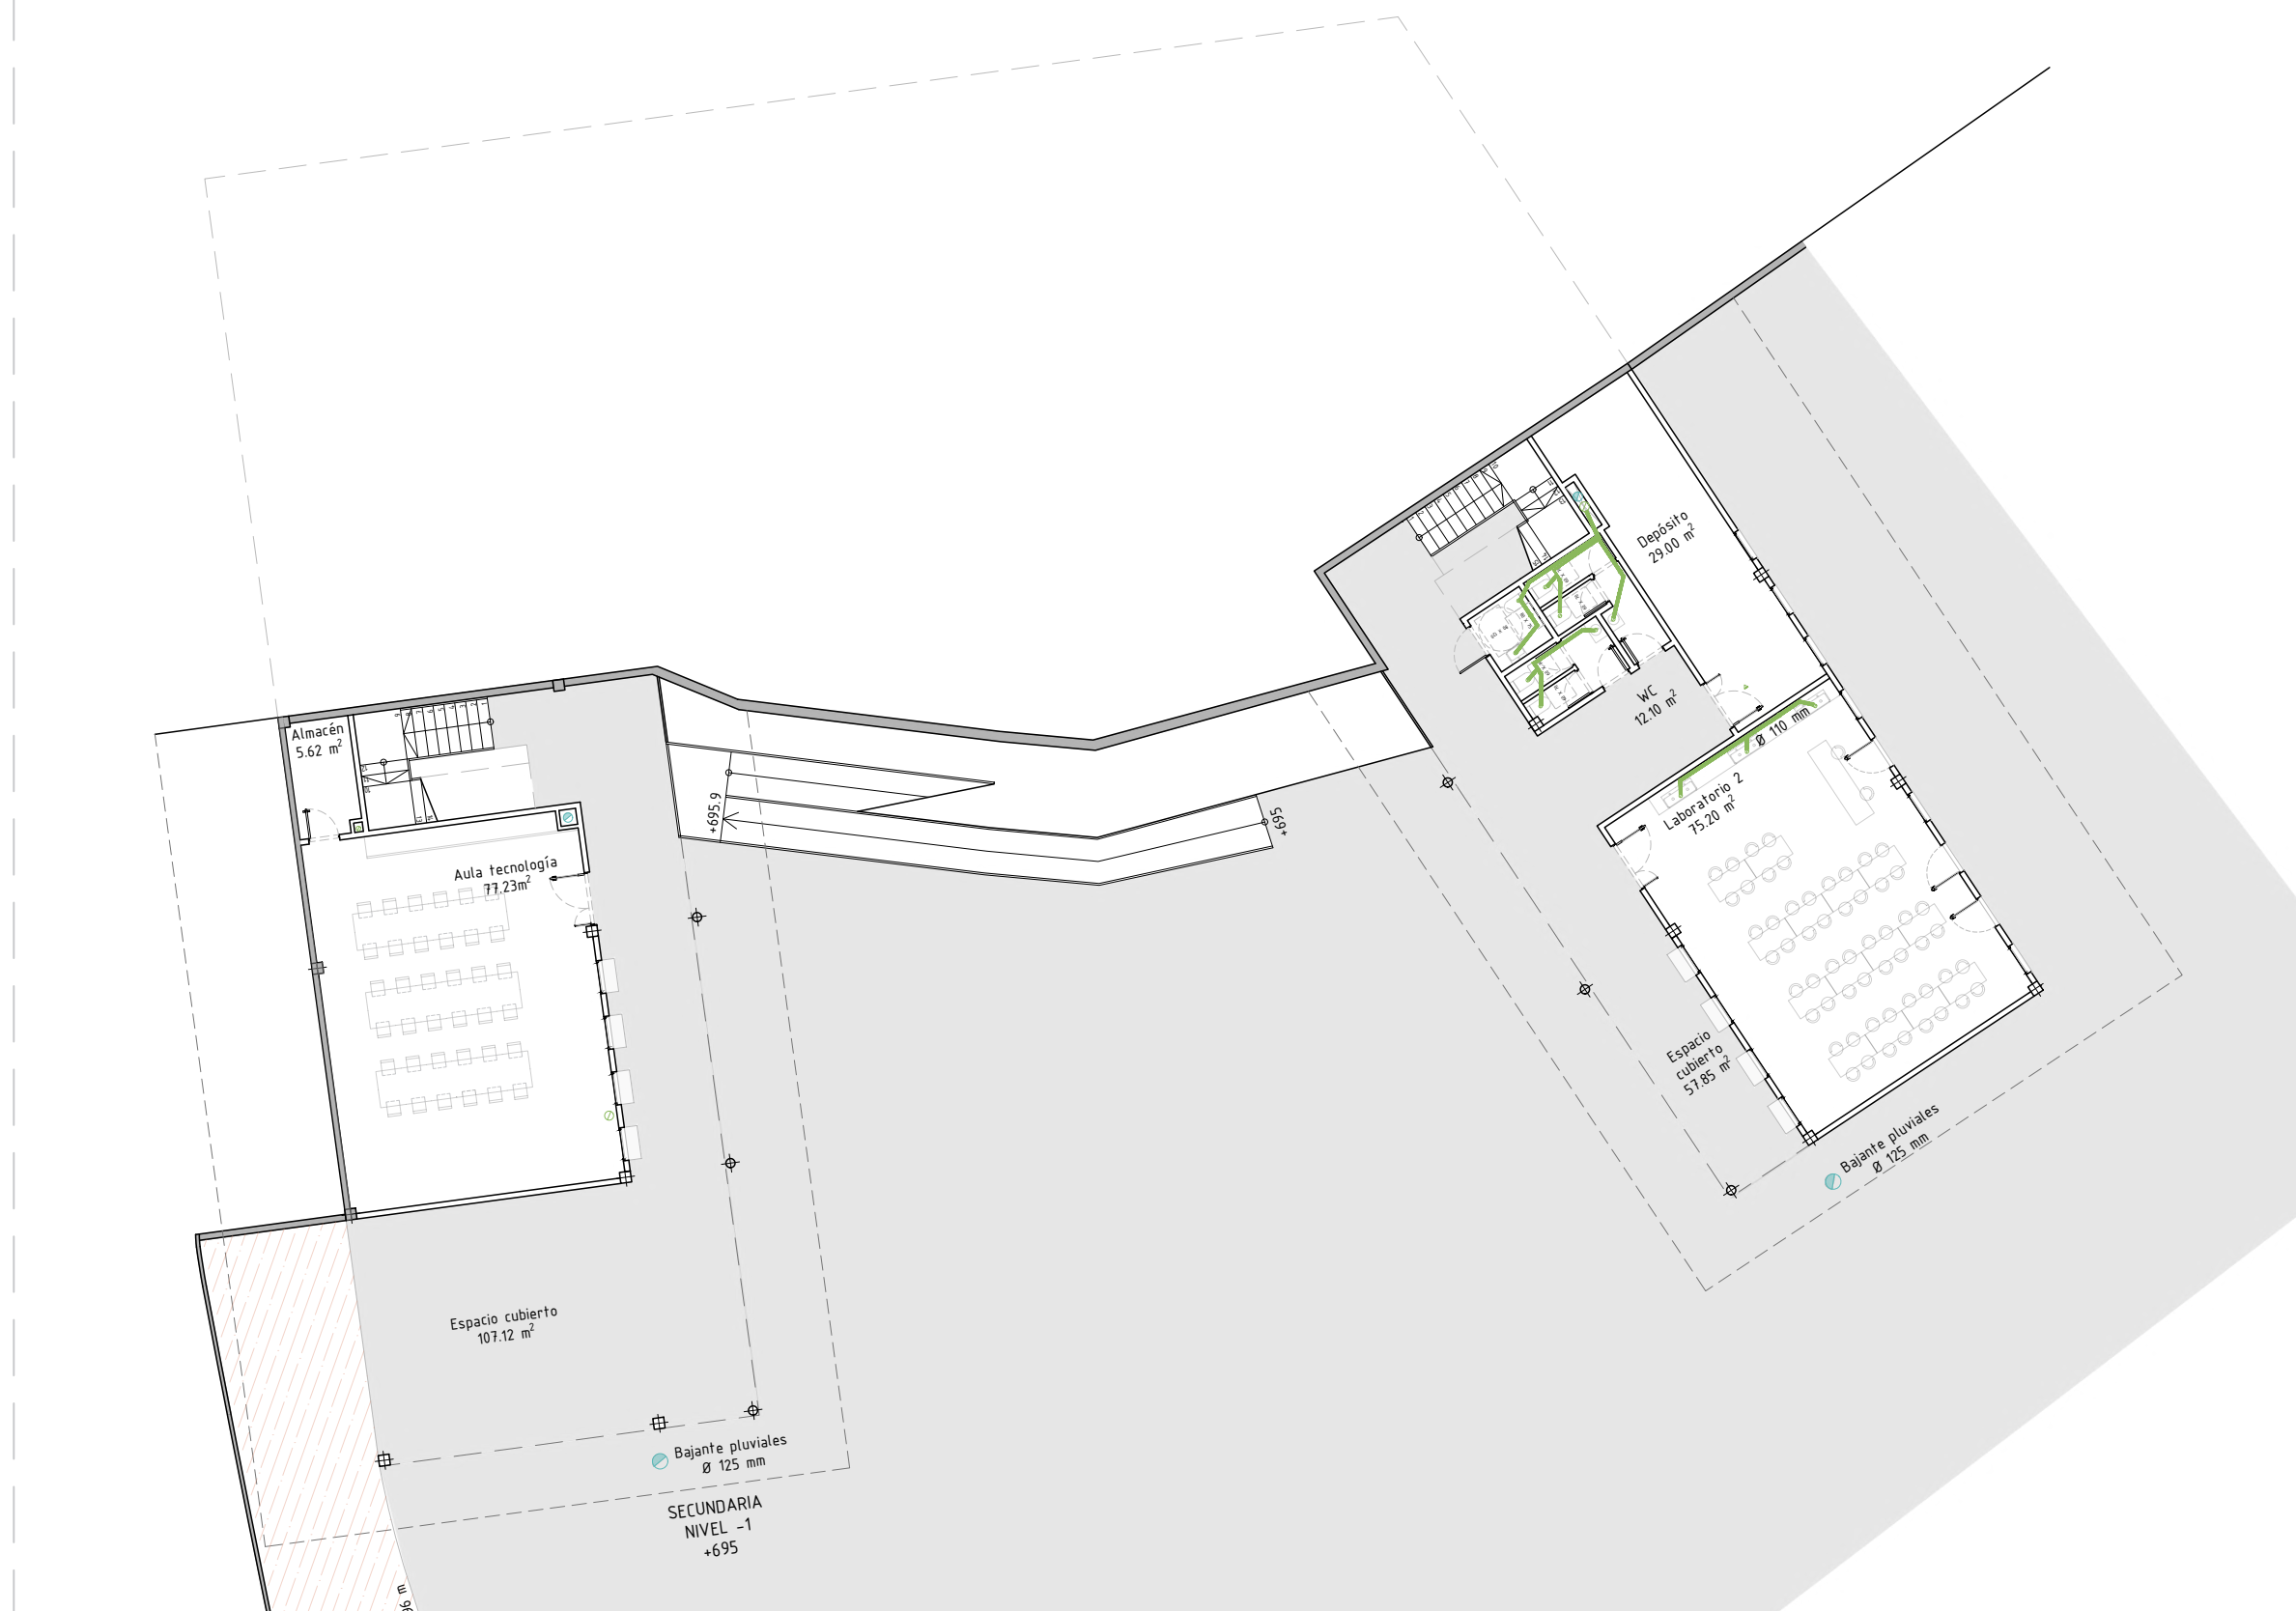 Almacén
5.62 m²
Aula tecnología
77.23m²
+695.9
+695
Depósito
29.00 m²
WC
12.10 m²
Ø 110 mm
Laboratorio 2
75.20 m²
Espacio
cubierto
57.85 m²
Bajante pluviales
Ø 125 mm
Espacio cubierto
107.12 m²
Bajante pluviales
Ø 125 mm
SECUNDARIA
NIVEL -1
+695